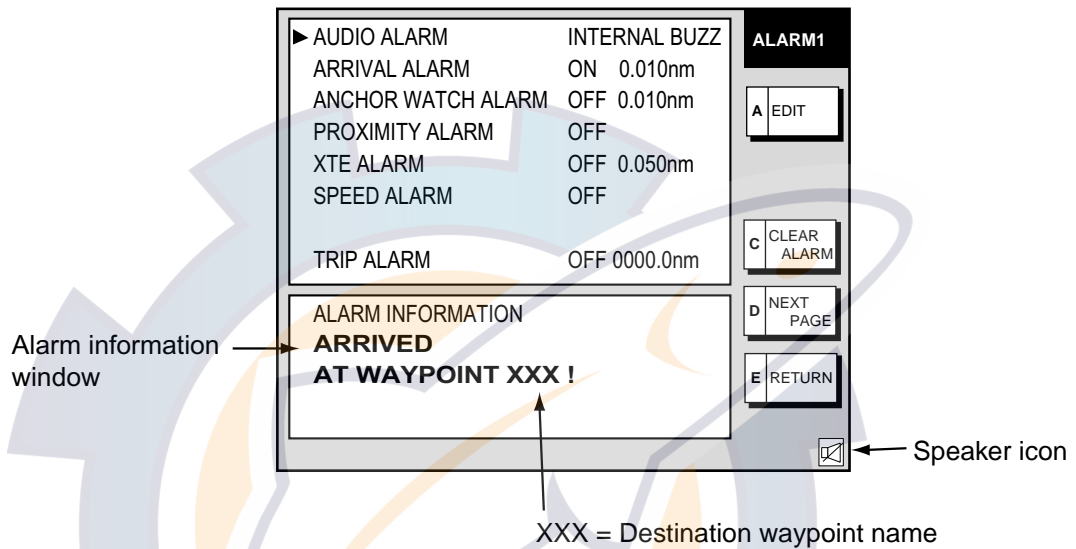 ▶ AUDIO ALARM INTERNAL BUZZ
ARRIVAL ALARM ON 0.010nm
ANCHOR WATCH ALARM OFF 0.010nm
PROXIMITY ALARM OFF
XTE ALARM OFF 0.050nm
SPEED ALARM OFF
TRIP ALARM OFF 0000.0nm
ALARM INFORMATION
ARRIVED
AT WAYPOINT XXX !
ALARM1
A EDIT
C CLEAR
ALARM
D NEXT
PAGE
E RETURN
Alarm information
window
Speaker icon
XXX = Destination waypoint name